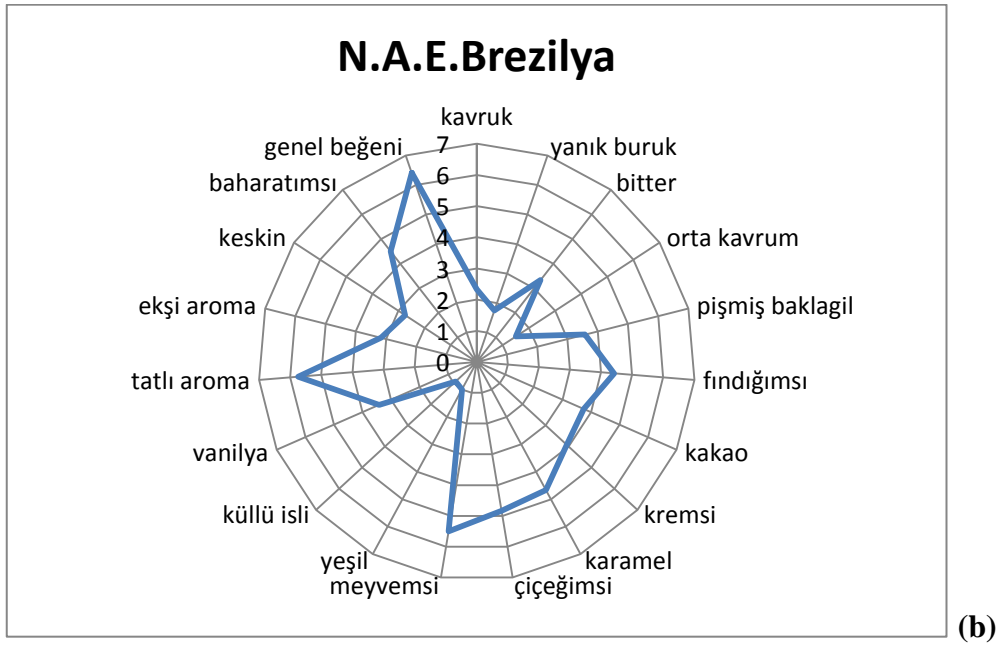 N.A.E.Brezilya
kavruk
yanık buruk
bitter
orta kavrum
pişmiş baklagil
fındığımsı
kakao
kremsi
karamel
çiçeğimsi
meyvemsi
yeşil
küllü isli
vanilya
tatlı aroma
ekşi aroma
keskin
baharatımsı
genel beğeni
7
6
5
4
3
2
1
0
(b)